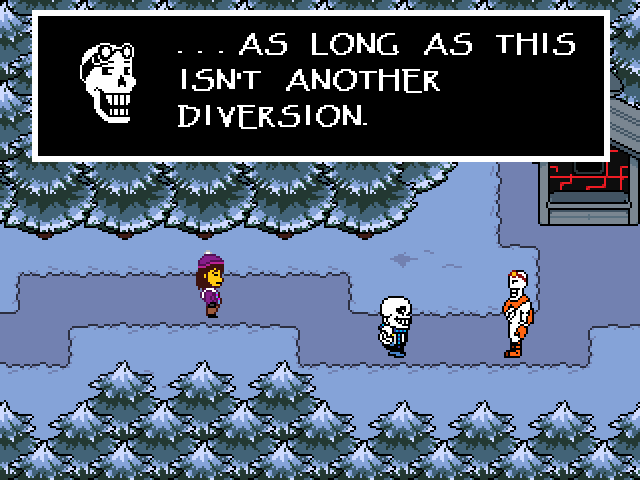 ...AS LONG AS THIS
ISN'T ANOTHER
DIVERSION.